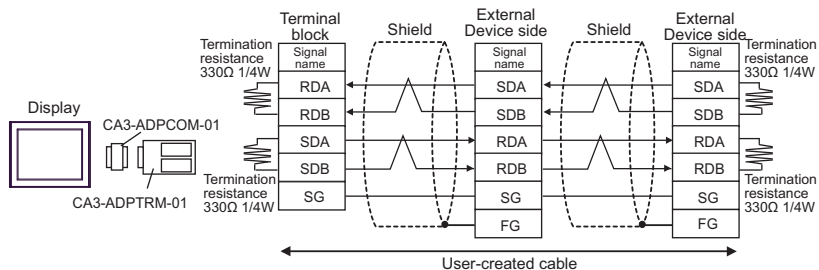 Display
CA3-ADPCOM-01
CA3-ADPTRM-01
Termination
resistance
330Ω 1/4W
Termination
resistance
330Ω 1/4W
Terminal
block
Signal
name
RDA
RDB
SDA
SDB
SG
Shield
External
Device side
Signal
name
SDA
SDB
RDA
RDB
SG
FG
Shield
External
Device side
Signal
name
SDA
SDB
RDA
RDB
SG
FG
Termination
resistance
330Ω 1/4W
Termination
resistance
330Ω 1/4W
User-created cable